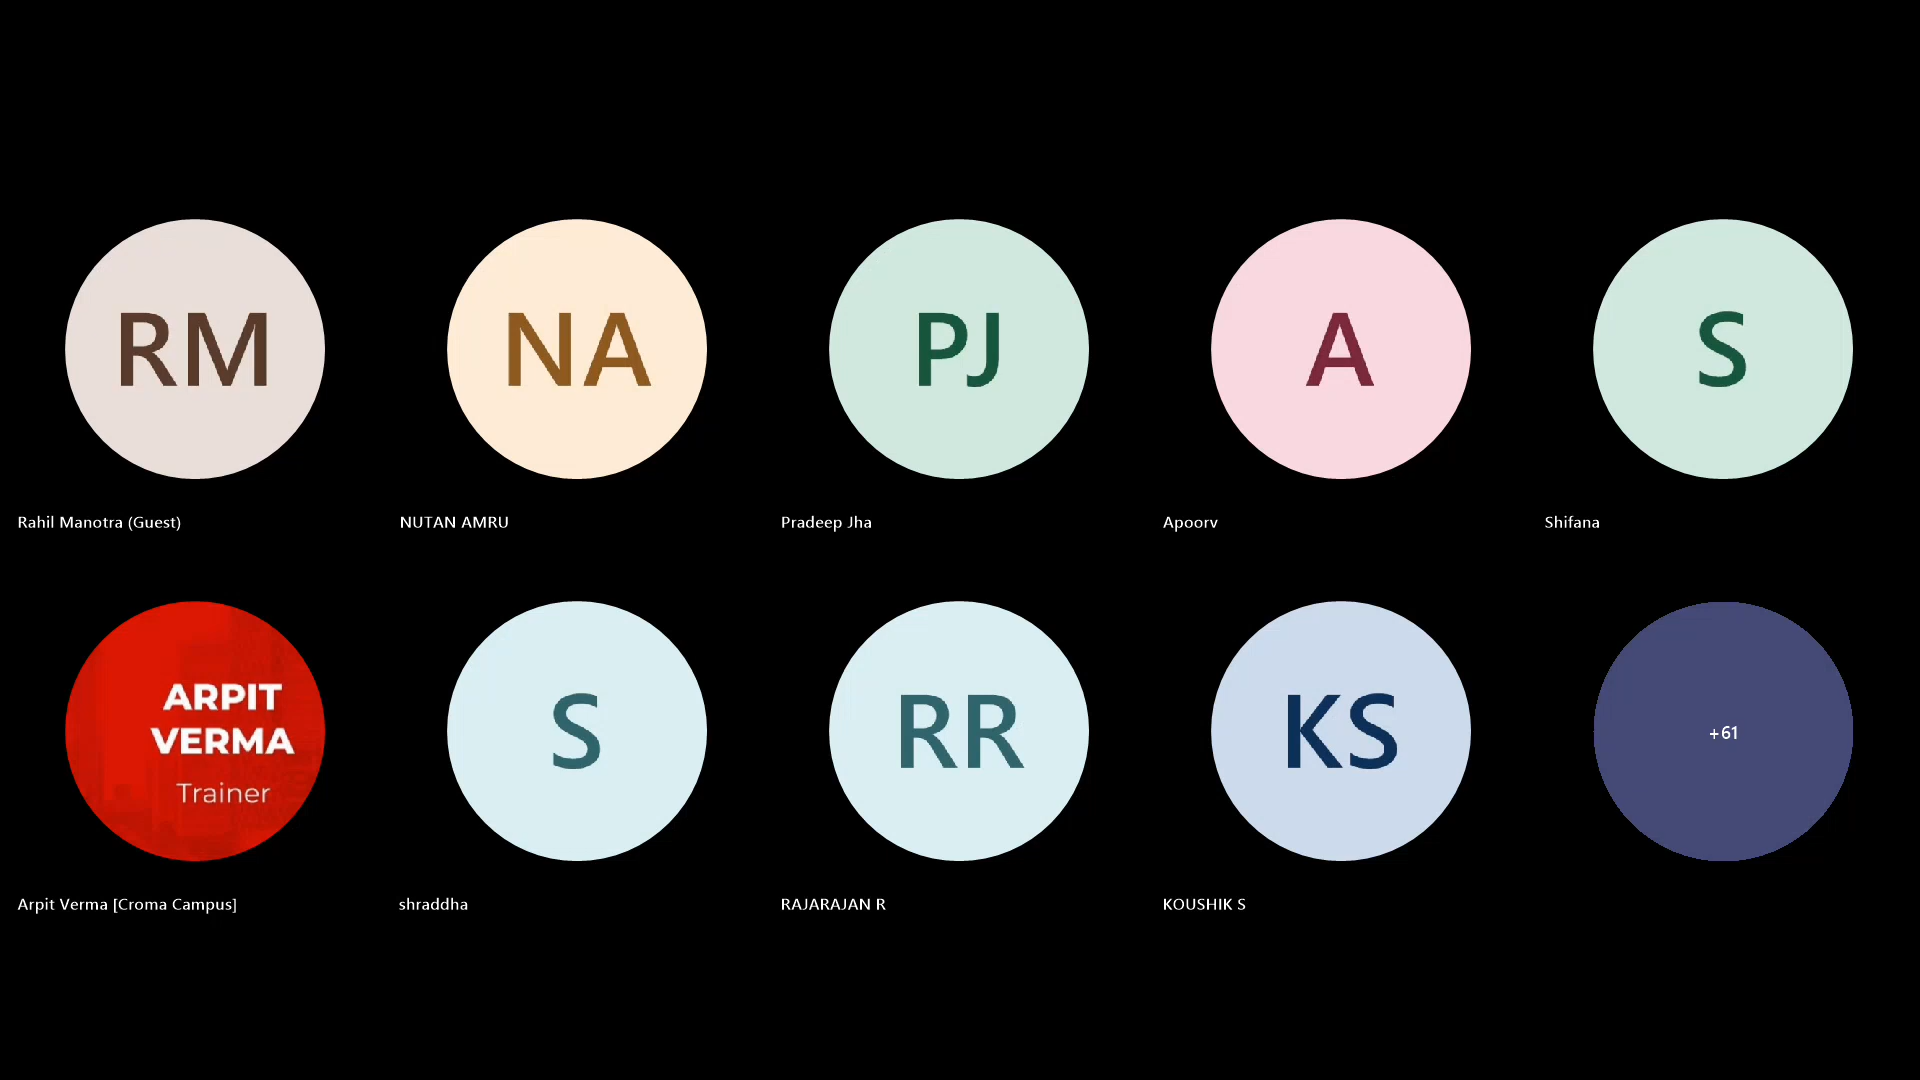 RM
NA
PJ
A
S
Rahil Manotra (Guest)
NUTAN AMRU
Pradeep Jha
Apoorv
Shifana
ARPIT
VERMA
Trainer
S
RR
KS
+61
Arpit Verma [Croma Campus]
shraddha
RAJARAJAN R
KOUSHIK S